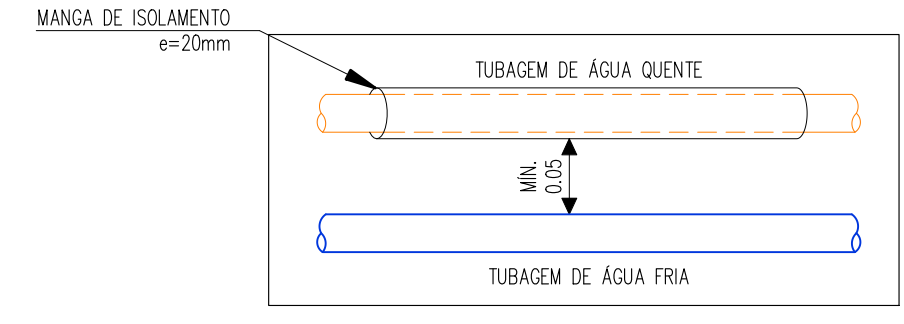 MANGA DE ISOLAMENTO
e=20mm
TUBAGEM DE ÁGUA QUENTE
MÍN.
0.05
TUBAGEM DE ÁGUA FRIA